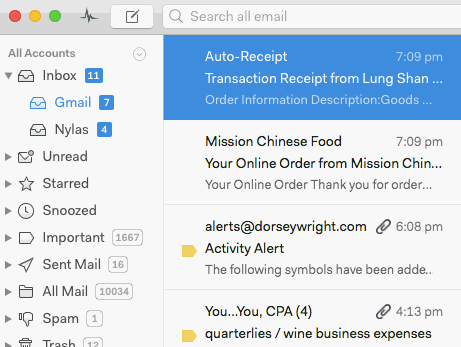 Search all email
All Accounts
Inbox 11
Gmail 7
Nylas 4
Unread
Starred
Snoozed
Important 1667
Sent Mail 16
All Mail 10034
Spam 1
Trash 12
Auto-Receipt 7:09 pm
Transaction Receipt from Lung Shan ...
Order Information Description:Goods ...
Mission Chinese Food 7:09 pm
Your Online Order from Mission Chin...
Your Online Order Thank you for order...
alerts@dorseywright.com 6:08 pm
Activity Alert
The following symbols have been adde..
You...You, CPA (4) 4:13 pm
quarterlies / wine business expenses